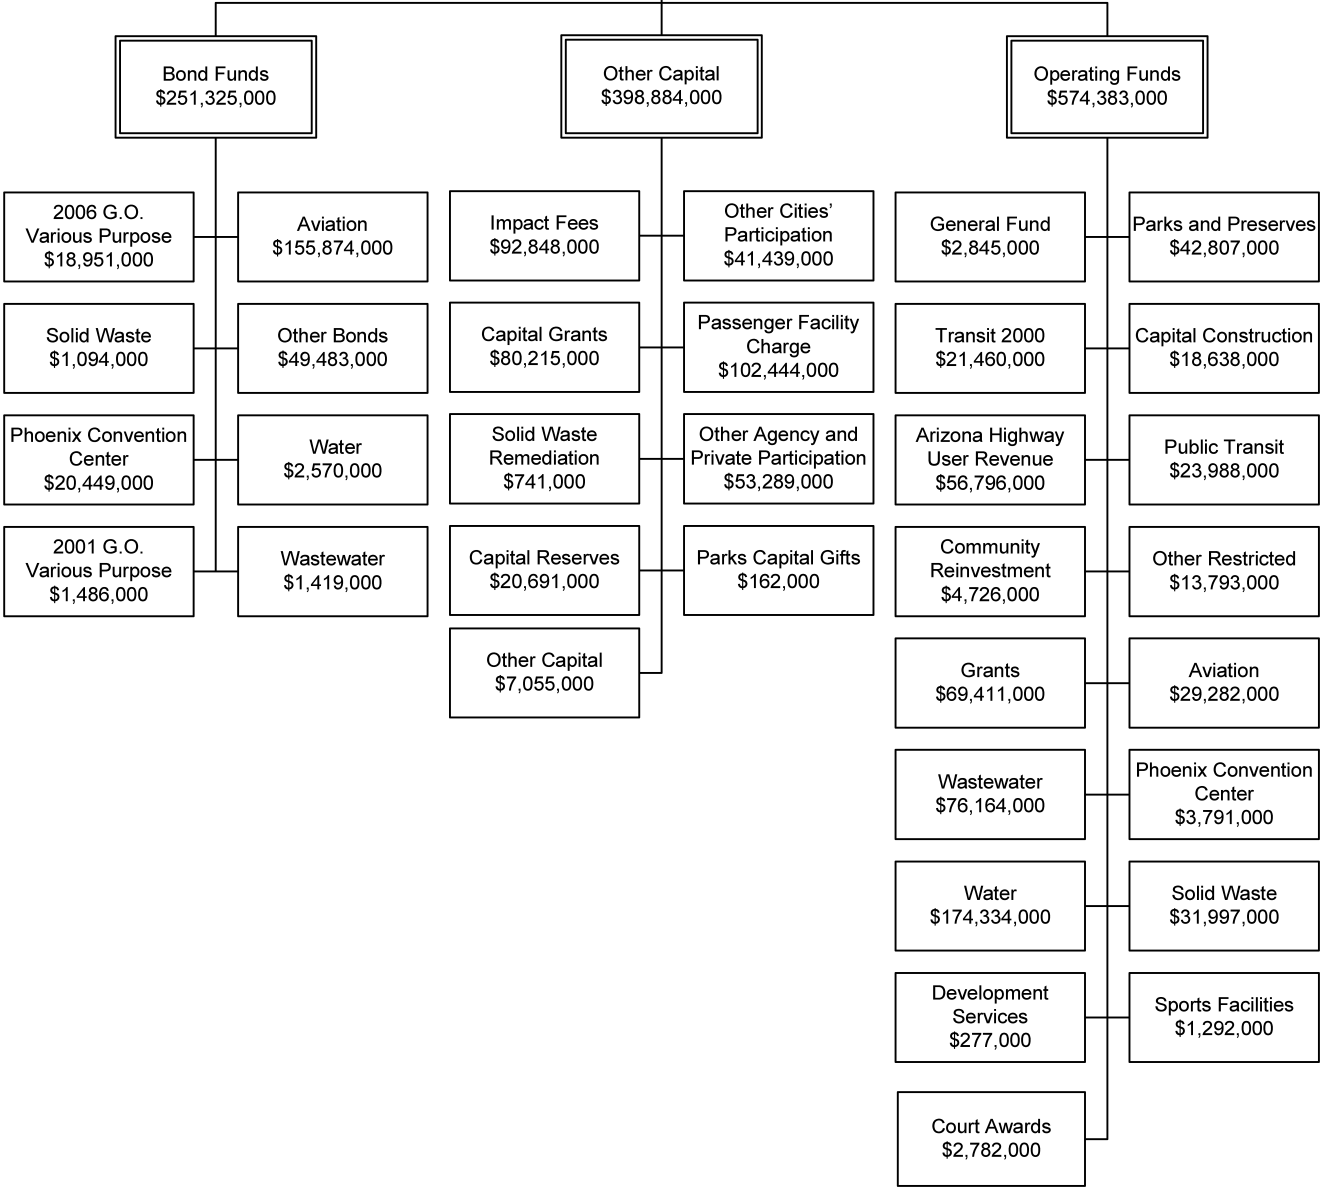 Bond Funds
$251,325,000
Other Capital
$398,884,000
Operating Funds
$574,383,000
2006 G.O.
Various Purpose
$18,951,000
Aviation
$155,874,000
Solid Waste
$1,094,000
Other Bonds
$49,483,000
Phoenix Convention
Center
$20,449,000
Water
$2,570,000
2001 G.O.
Various Purpose
$1,486,000
Wastewater
$1,419,000
Impact Fees
$92,848,000
Other Cities’
Participation
$41,439,000
Capital Grants
$80,215,000
Passenger Facility
Charge
$102,444,000
Solid Waste
Remediation
$741,000
Other Agency and
Private Participation
$53,289,000
Capital Reserves
$20,691,000
Parks Capital Gifts
$162,000
Other Capital
$7,055,000
General Fund
$2,845,000
Parks and Preserves
$42,807,000
Transit 2000
$21,460,000
Capital Construction
$18,638,000
Arizona Highway
User Revenue
$56,796,000
Public Transit
$23,988,000
Community
Reinvestment
$4,726,000
Other Restricted
$13,793,000
Grants
$69,411,000
Aviation
$29,282,000
Wastewater
$76,164,000
Phoenix Convention
Center
$3,791,000
Water
$174,334,000
Solid Waste
$31,997,000
Development
Services
$277,000
Sports Facilities
$1,292,000
Court Awards
$2,782,000